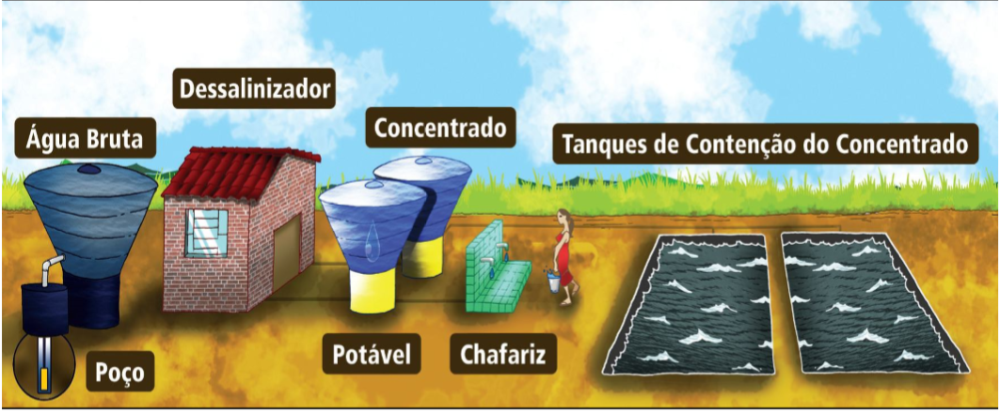 Dessalinizador
Água Bruta
Concentrado
Tanques de Contenção do Concentrado
Poço
Potável
Chafariz